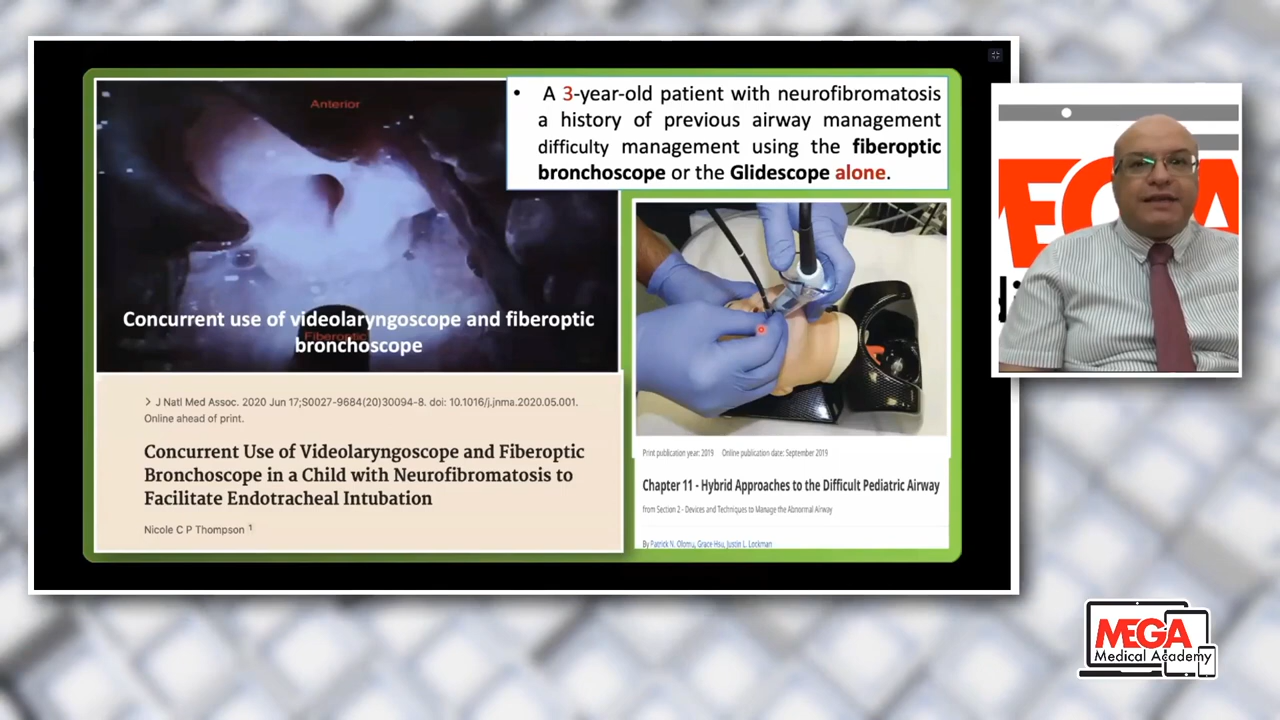 Anterior
Concurrent use of videolaryngoscope and fiberoptic
bronchoscope
• A 3-year-old patient with neurofibromatosis
a history of previous airway management
difficulty management using the fiberoptic
bronchoscope or the Glidescope alone.
> J Natl Med Assoc. 2020 Jun 17;S0027-9684(20)30094-8. doi: 10.1016/j.jnma.2020.05.001.
Online ahead of print.
Concurrent Use of Videolaryngoscope and Fiberoptic
Bronchoscope in a Child with Neurofibromatosis to
Facilitate Endotracheal Intubation
Nicole C P Thompson 1
Print publication year: 2019 Online publication date: September 2019
Chapter 11 - Hybrid Approaches to the Difficult Pediatric Airway
from Section 2 - Devices and Techniques to Manage the Abnormal Airway
By Patrick N. Olomu, Grace Hsu, Justin L. Lockman
MEGA
Medical Academy